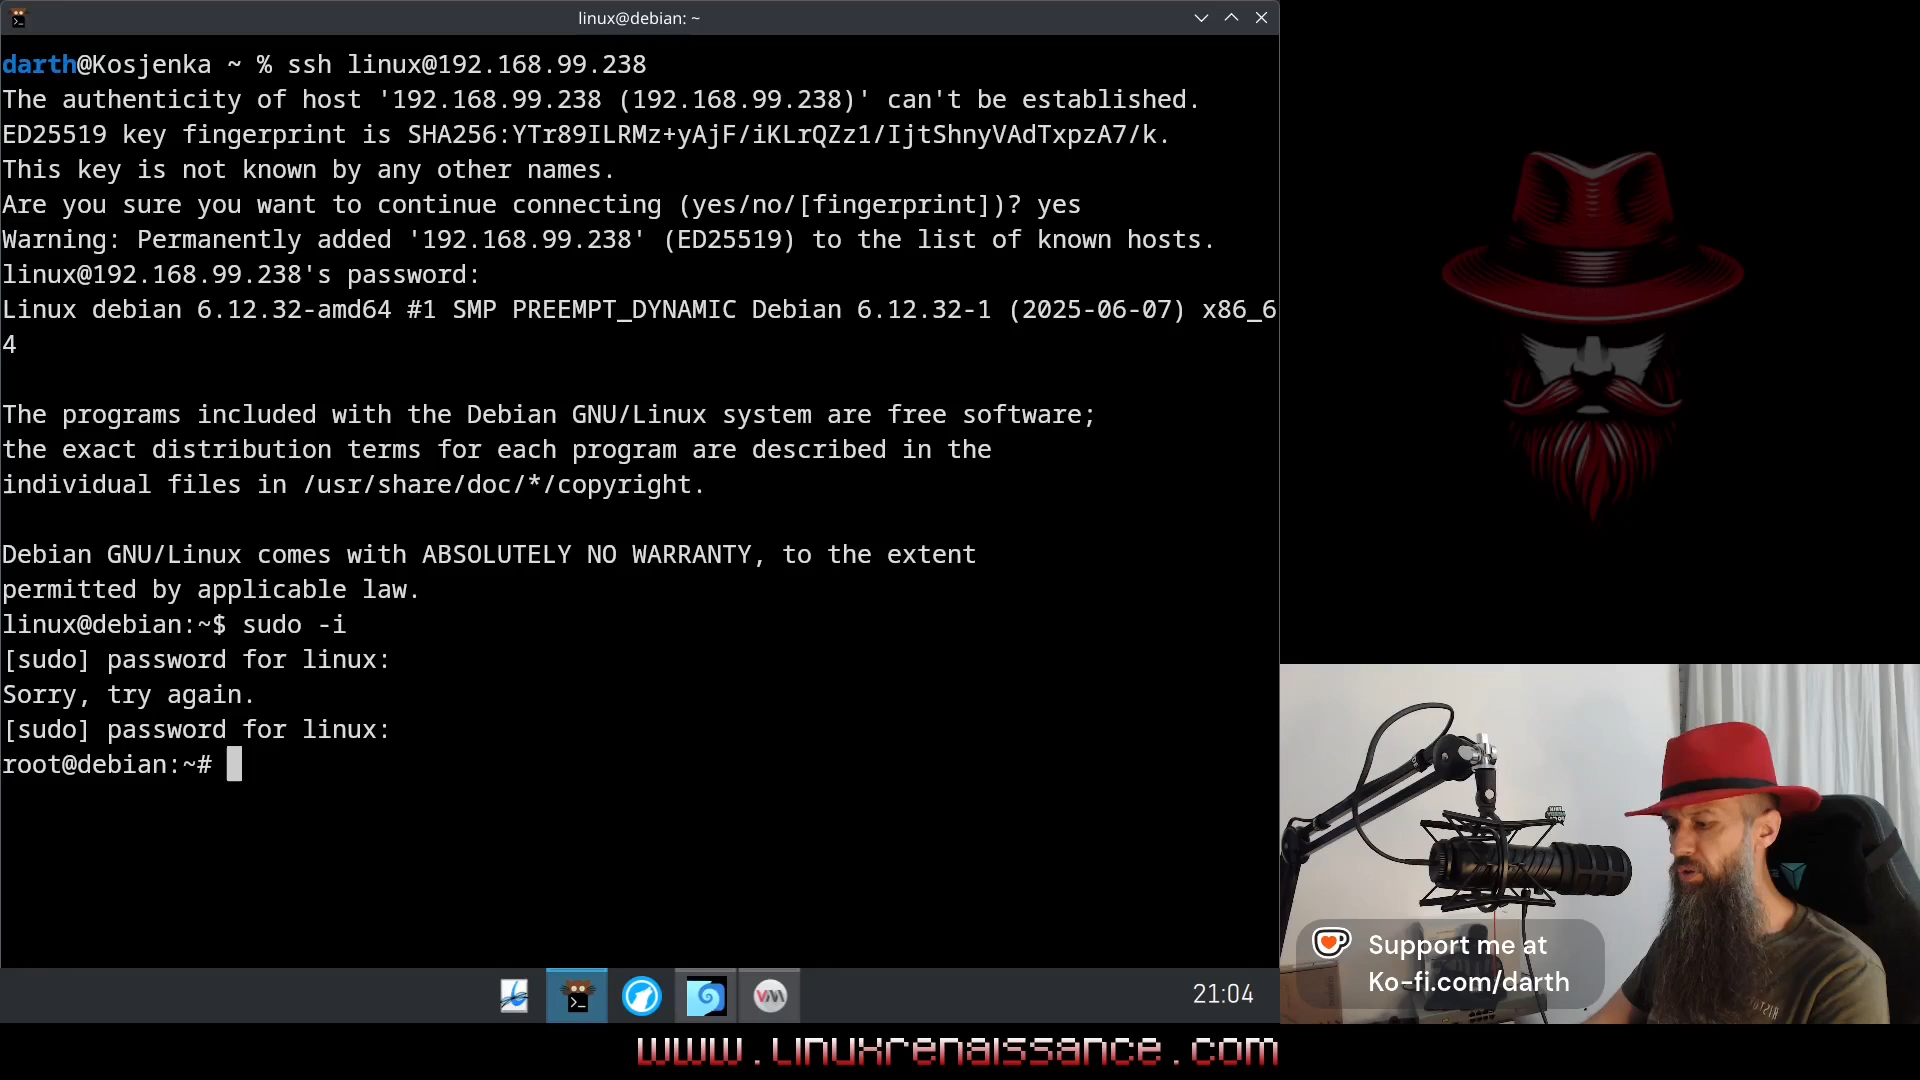 linux@debian: ~
darth@Kosjenka ~ % ssh linux@192.168.99.238
The authenticity of host '192.168.99.238 (192.168.99.238)' can't be established.
ED25519 key fingerprint is SHA256:YTr89ILRMz+yAjF/iKLrQZz1/IjtShnyVAdTxpzA7/k.
This key is not known by any other names.
Are you sure you want to continue connecting (yes/no/[fingerprint])? yes
Warning: Permanently added '192.168.99.238' (ED25519) to the list of known hosts.
linux@192.168.99.238's password:
Linux debian 6.12.32-amd64 #1 SMP PREEMPT_DYNAMIC Debian 6.12.32-1 (2025-06-07) x86_6
4
The programs included with the Debian GNU/Linux system are free software;
the exact distribution terms for each program are described in the
individual files in /usr/share/doc/*/copyright.
Debian GNU/Linux comes with ABSOLUTELY NO WARRANTY, to the extent
permitted by applicable law.
linux@debian:~$ sudo -i
[sudo] password for linux:
Sorry, try again.
[sudo] password for linux:
root@debian:~#
21:04
Support me at
Ko-fi.com/darth
www.linuxrenaissance.com